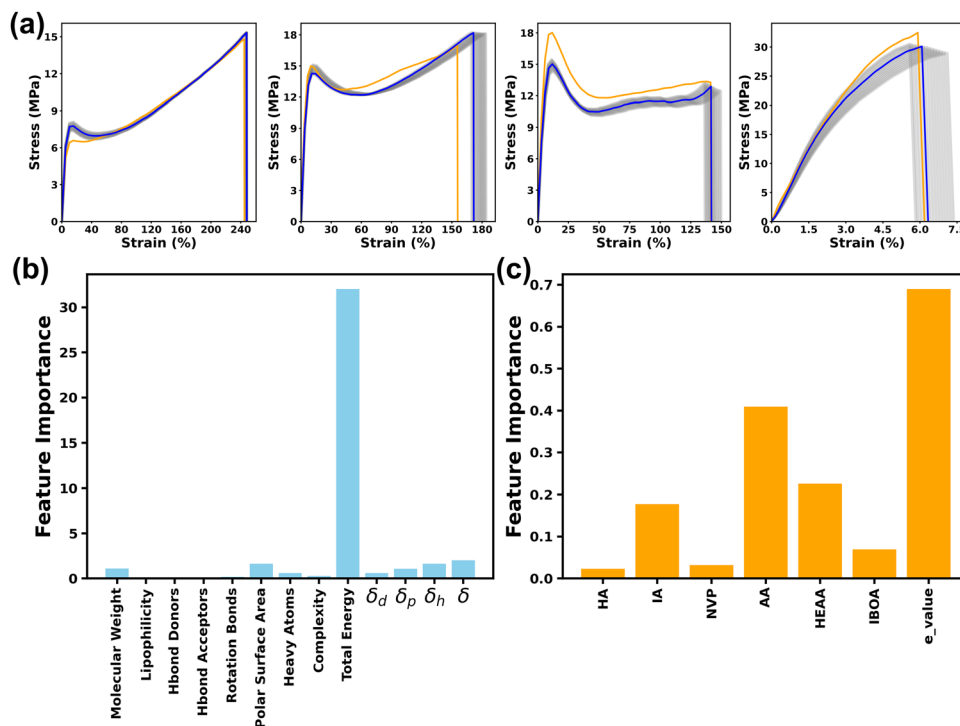 (a)
Stress (MPa)
15
12
9
6
3
0
0 40 80 120 160 200 240
Strain (%)
Stress (MPa)
18
15
12
9
6
3
0
0 30 60 90 120 150 180
Strain (%)
Stress (MPa)
18
15
12
9
6
3
0
0 25 50 75 100 125 150
Strain (%)
Stress (MPa)
30
25
20
15
10
5
0
0.0 1.5 3.0 4.5 6.0 7.5
Strain (%)
(b)
Feature Importance
30
25
20
15
10
5
0
Molecular Weight
Lipophilicity
Hbond Donors
Hbond Acceptors
Rotation Bonds
Polar Surface Area
Heavy Atoms
Complexity
Total Energy
δd
δp
δh
δ
(c)
Feature Importance
0.7
0.6
0.5
0.4
0.3
0.2
0.1
0.0
HA
IA
NVP
AA
HEAA
IBOA
e_value